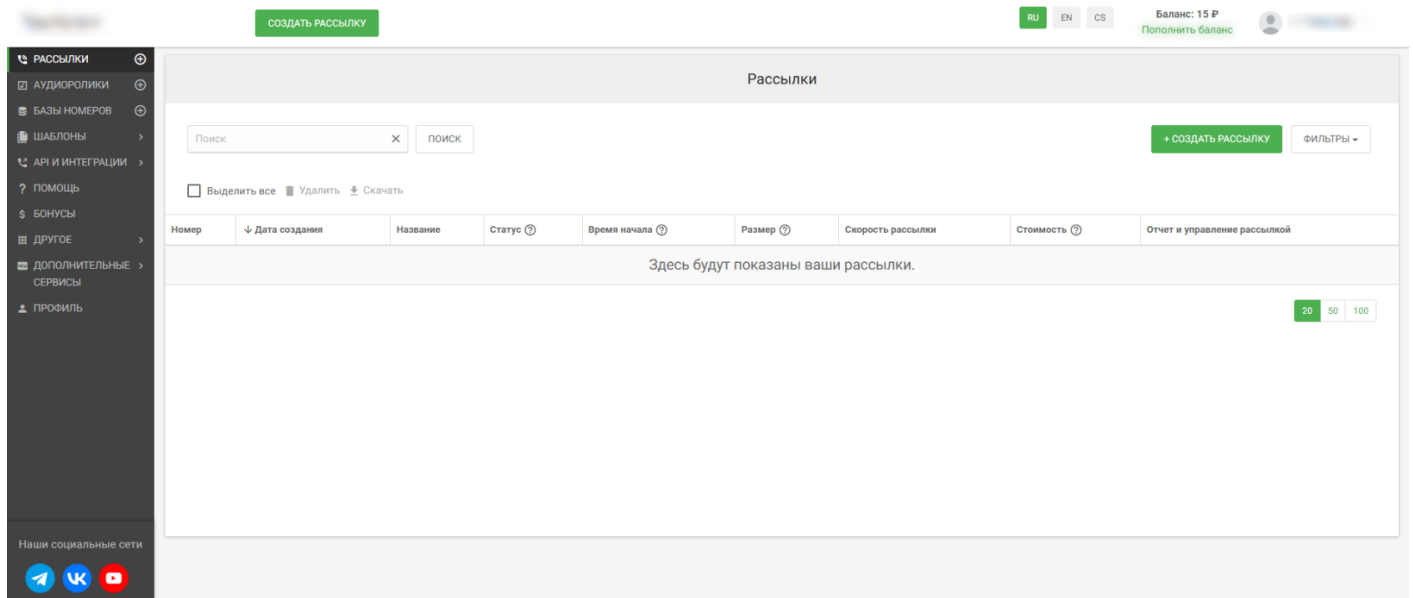 СОЗДАТЬ РАССЫЛКУ
RU EN CS
Баланс: 15 ₽
Пополнить баланс
РАССЫЛКИ
АУДИОРОЛИКИ
БАЗЫ НОМЕРОВ
ШАБЛОНЫ
API И ИНТЕГРАЦИИ
ПОМОЩЬ
БОНУСЫ
ДРУГОЕ
ДОПОЛНИТЕЛЬНЫЕ
СЕРВИСЫ
ПРОФИЛЬ
Наши социальные сети
Рассылки
Поиск ПОИСК + СОЗДАТЬ РАССЫЛКУ ФИЛЬТРЫ
Выделить все Удалить Скачать
Номер Дата создания Название Статус Время начала Размер Скорость рассылки Стоимость Отчет и управление рассылкой
Здесь будут показаны ваши рассылки.
20 50 100